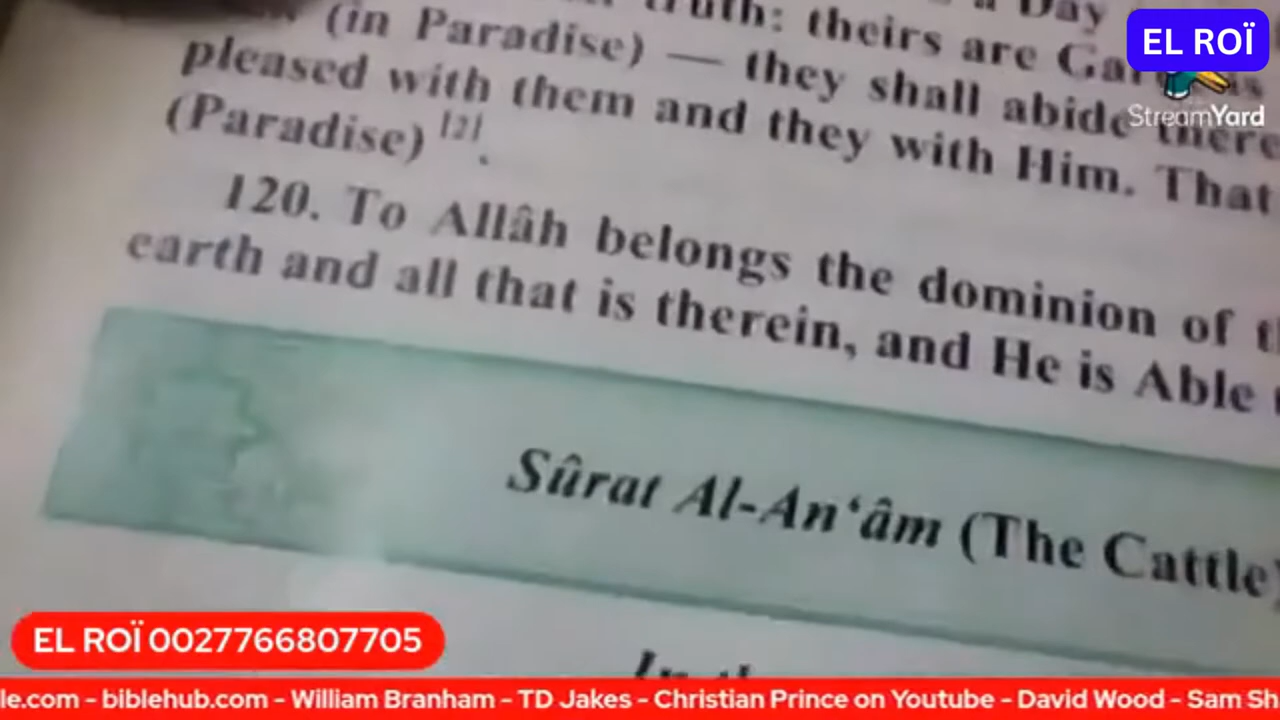 truth: theirs are
a Day
(in Paradise) — they shall abide
pleased with them and they with Him. That
(Paradise) [2].
120. To Allâh belongs the dominion of
earth and all that is therein, and He is Able
Sûrat Al-An‘âm (The Cattle)
EL ROÏ
StreamYard
EL ROÏ 0027766807705
le.com – biblehub.com – William Branham – TD Jakes – Christian Prince on Youtube – David Wood – Sam Sh